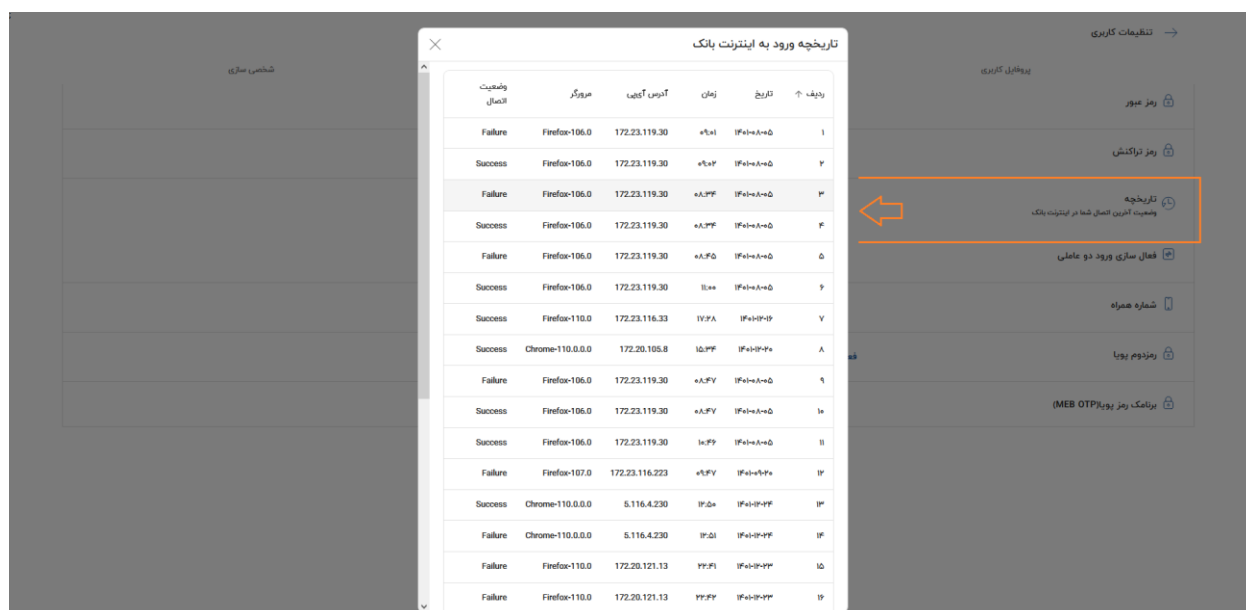 تنظیمات کاربری
پروفایل کاربری شخصی سازی
رمز عبور
رمز تراکنش
تاریخچه
وضعیت آخرین اتصال شما در اینترنت بانک
فعال سازی ورود دو عاملی
شماره همراه
رمزدوم پویا
برنامک رمز پویا(MEB OTP)
تاریخچه ورود به اینترنت بانک
ردیف تاریخ زمان آدرس آی‌پی مرورگر وضعیت اتصال
۱ ۱۴۰۱-۰۸-۰۵ ۰۹:۰۱ 172.23.119.30 Firefox-106.0 Failure
۲ ۱۴۰۱-۰۸-۰۵ ۰۹:۰۲ 172.23.119.30 Firefox-106.0 Success
۳ ۱۴۰۱-۰۸-۰۵ ۰۸:۳۴ 172.23.119.30 Firefox-106.0 Failure
۴ ۱۴۰۱-۰۸-۰۵ ۰۸:۳۴ 172.23.119.30 Firefox-106.0 Success
۵ ۱۴۰۱-۰۸-۰۵ ۰۸:۴۵ 172.23.119.30 Firefox-106.0 Failure
۶ ۱۴۰۱-۰۸-۰۵ ۱۱:۰۰ 172.23.119.30 Firefox-106.0 Success
۷ ۱۴۰۱-۱۲-۱۶ ۱۷:۲۸ 172.23.116.33 Firefox-110.0 Success
۸ ۱۴۰۱-۱۲-۲۰ ۱۵:۳۴ 172.20.105.8 Chrome-110.0.0.0 Success
۹ ۱۴۰۱-۰۸-۰۵ ۰۸:۴۷ 172.23.119.30 Firefox-106.0 Failure
۱۰ ۱۴۰۱-۰۸-۰۵ ۰۸:۴۷ 172.23.119.30 Firefox-106.0 Success
۱۱ ۱۴۰۱-۰۸-۰۵ ۱۰:۴۶ 172.23.119.30 Firefox-106.0 Success
۱۲ ۱۴۰۱-۰۹-۲۰ ۰۹:۴۷ 172.23.116.223 Firefox-107.0 Failure
۱۳ ۱۴۰۱-۱۲-۲۴ ۱۲:۵۰ 5.116.4.230 Chrome-110.0.0.0 Success
۱۴ ۱۴۰۱-۱۲-۲۴ ۱۲:۵۱ 5.116.4.230 Chrome-110.0.0.0 Failure
۱۵ ۱۴۰۱-۱۲-۲۳ ۲۲:۴۱ 172.20.121.13 Firefox-110.0 Failure
۱۶ ۱۴۰۱-۱۲-۲۳ ۲۲:۴۲ 172.20.121.13 Firefox-110.0 Failure